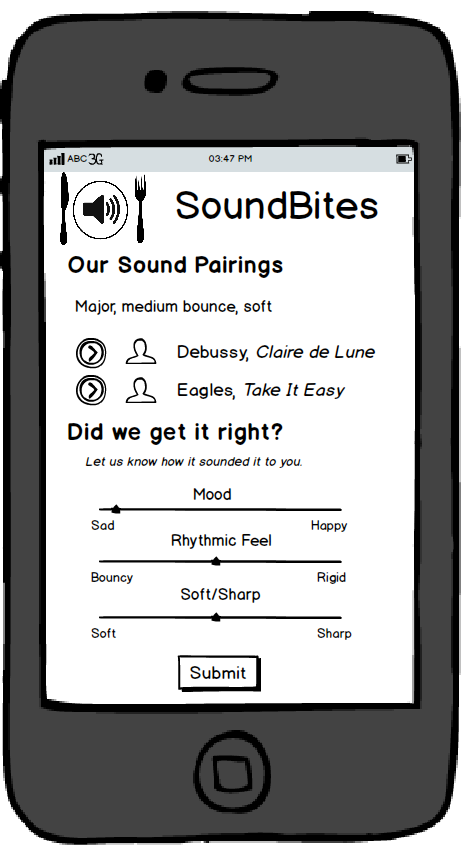 ABC 3G 03:47 PM
SoundBites
Our Sound Pairings
Major, medium bounce, soft
Debussy, Claire de Lune
Eagles, Take It Easy
Did we get it right?
Let us know how it sounded it to you.
Mood
Sad Happy
Rhythmic Feel
Bouncy Rigid
Soft/Sharp
Soft Sharp
Submit